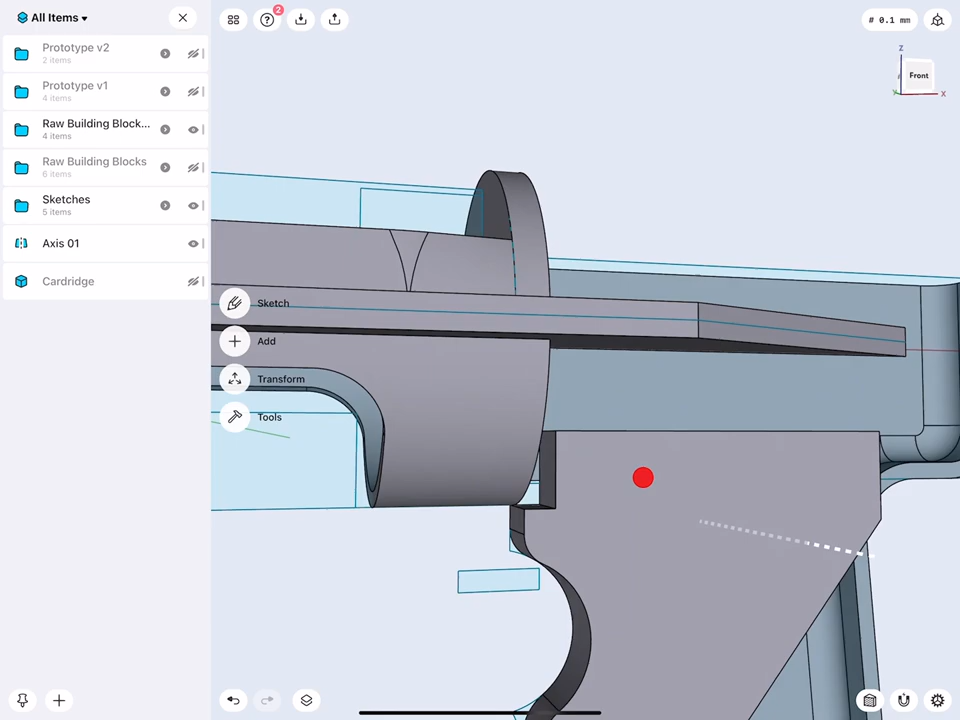 All Items ▾
2
# 0.1 mm
Prototype v2
2 items
Prototype v1
4 items
Raw Building Block...
4 items
Raw Building Blocks
6 items
Sketches
5 items
Axis 01
Cardridge
Sketch
Add
Transform
Tools
Z
Front
Y
X